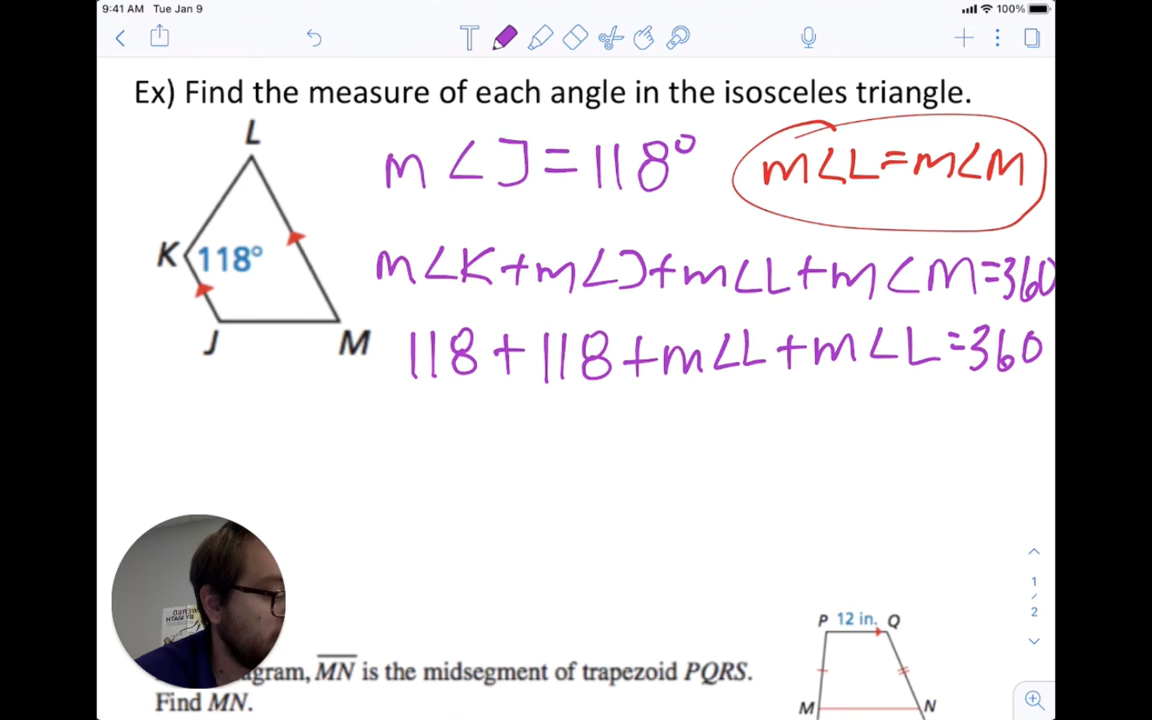 9:41 AM Tue Jan 9
100%
T
Ex) Find the measure of each angle in the isosceles triangle.
L
m∠J=118°
m∠L=m∠M
K 118°
m∠K+m∠J+m∠L+m∠M=360
J M
118+118+m∠L+m∠L=360
1
/
2
P 12 in. Q
agram, MN is the midsegment of trapezoid PQRS.
Find MN.
M N